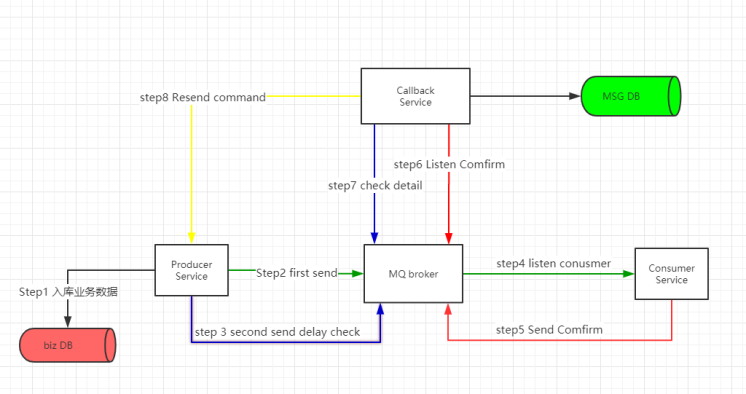 Callback
Service
MSG DB
step8 Resend command
step6 Listen Comfirm
step7 check detail
Producer
Service
Step2 first send
MQ broker
step4 listen conusmer
Consumer
Service
Step1 入库业务数据
step 3 second send delay check
step5 Send Comfirm
biz DB